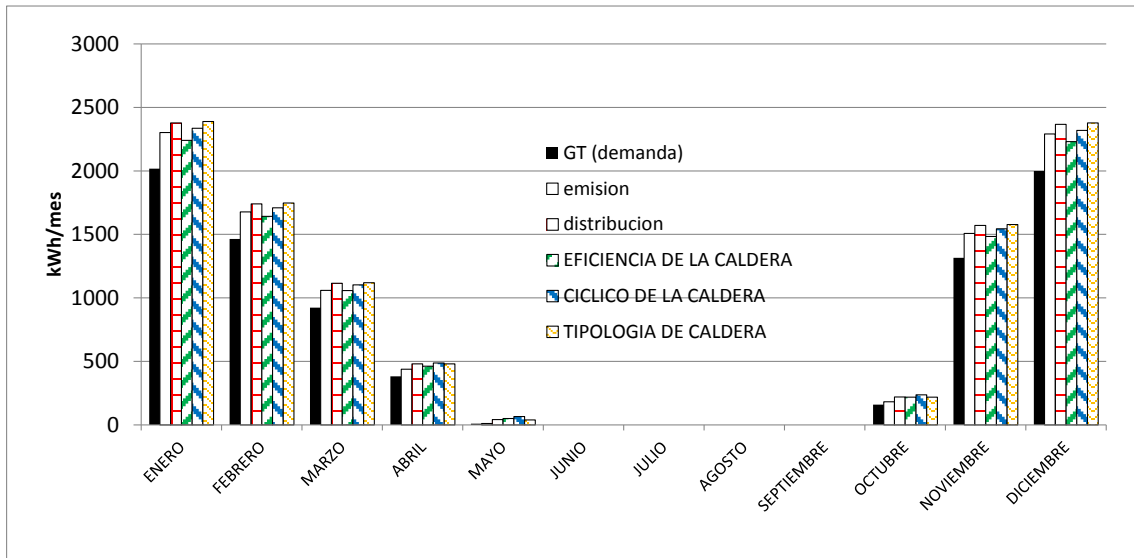 3000
2500
2000
1500
1000
500
0
kWh/mes
GT (demanda)
emision
distribucion
EFICIENCIA DE LA CALDERA
CICLICO DE LA CALDERA
TIPOLOGIA DE CALDERA
ENERO
FEBRERO
MARZO
ABRIL
MAYO
JUNIO
JULIO
AGOSTO
SEPTIEMBRE
OCTUBRE
NOVIEMBRE
DICIEMBRE